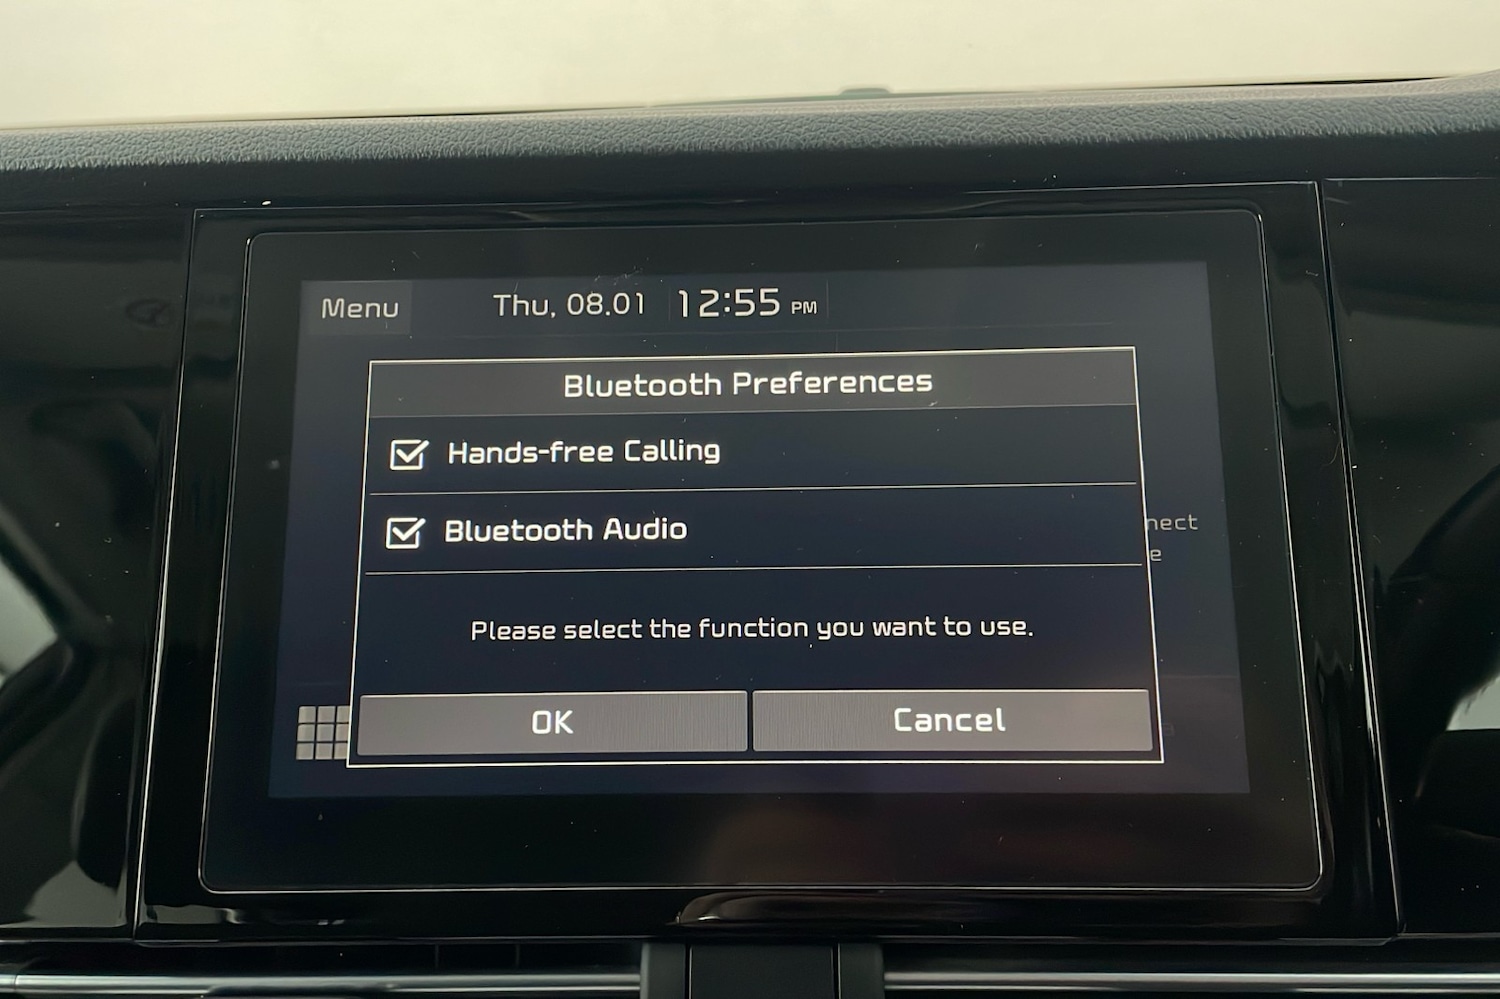 Menu
Thu, 08.01 12:55 PM
Bluetooth Preferences
Hands-free Calling
Bluetooth Audio
Please select the function you want to use.
OK
Cancel